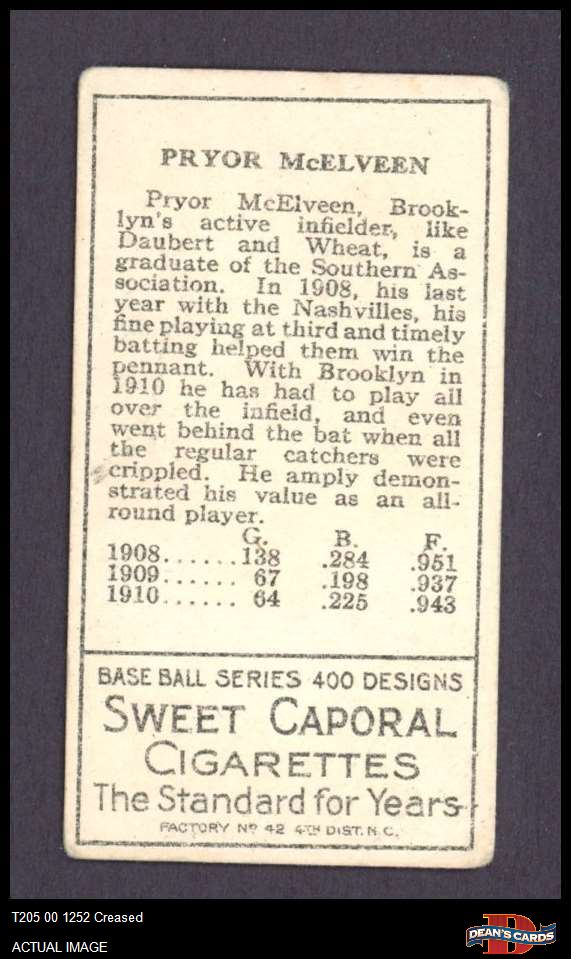 PRYOR McELVEEN
Pryor McElveen, Brook-
lyn's active infielder, like
Daubert and Wheat, is a
graduate of the Southern As-
sociation. In 1908, his last
year with the Nashvilles, his
fine playing at third and timely
batting helped them win the
pennant. With Brooklyn in
1910 he has had to play all
over the infield, and even
went behind the bat when all
the regular catchers were
crippled. He amply demon-
strated his value as an all-
round player.
G. B. F.
1908......138 .284 .951
1909...... 67 .198 .937
1910...... 64 .225 .943
BASE BALL SERIES 400 DESIGNS
SWEET CAPORAL
CIGARETTES
The Standard for Years
FACTORY No 42 4TH DIST. N.C.
T205 00 1252 Creased
ACTUAL IMAGE
DEAN'S CARDS